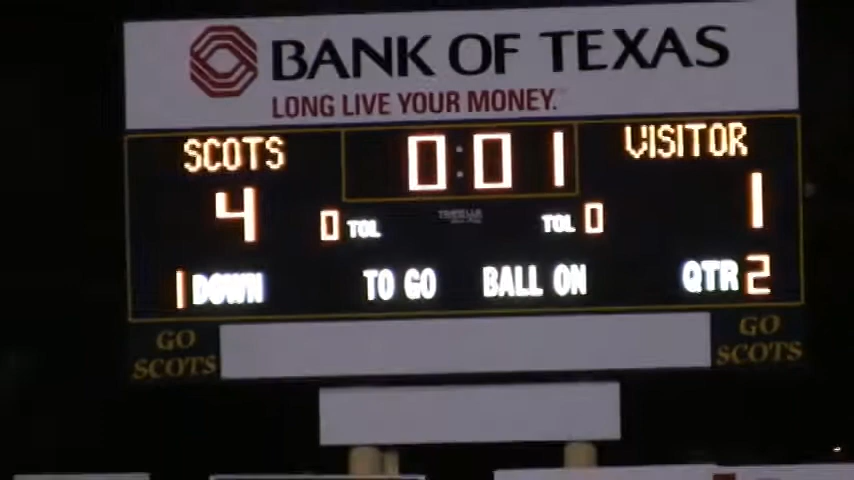 BANK OF TEXAS
LONG LIVE YOUR MONEY.
SCOTS 0:01 VISITOR
4 0 TOL TOL 0 1
1 DOWN TO GO BALL ON QTR 2
GO SCOTS
GO SCOTS